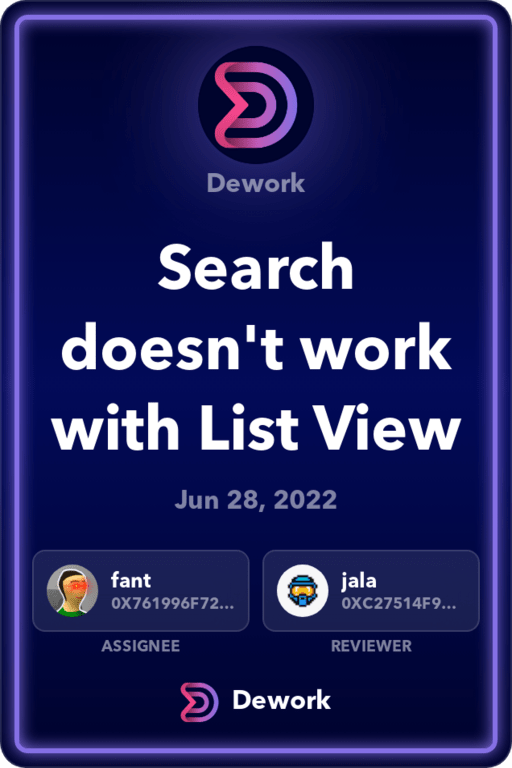 Dework
Search
doesn't work
with List View
Jun 28, 2022
fant
0X761996F72...
jala
0XC27514F9...
ASSIGNEE
REVIEWER
Dework